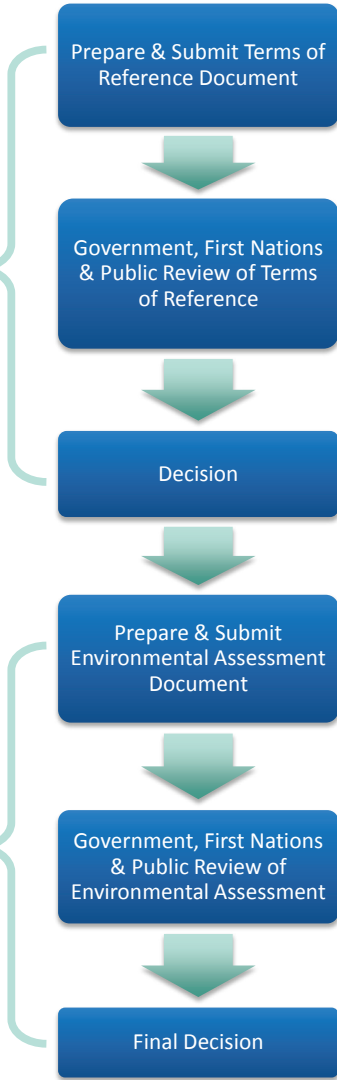 Prepare & Submit Terms of
Reference Document
Government, First Nations
& Public Review of Terms
of Reference
Decision
Prepare & Submit
Environmental Assessment
Document
Government, First Nations
& Public Review of
Environmental Assessment
Final Decision